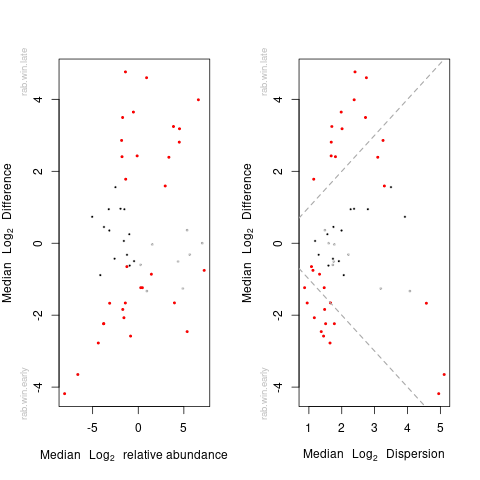 rab.win.late
rab.win.early
Median Log2 Difference
4
2
0
-2
-4
-5
0
5
Median Log2 relative abundance
rab.win.late
rab.win.early
Median Log2 Difference
4
2
0
-2
-4
1
2
3
4
5
Median Log2 Dispersion